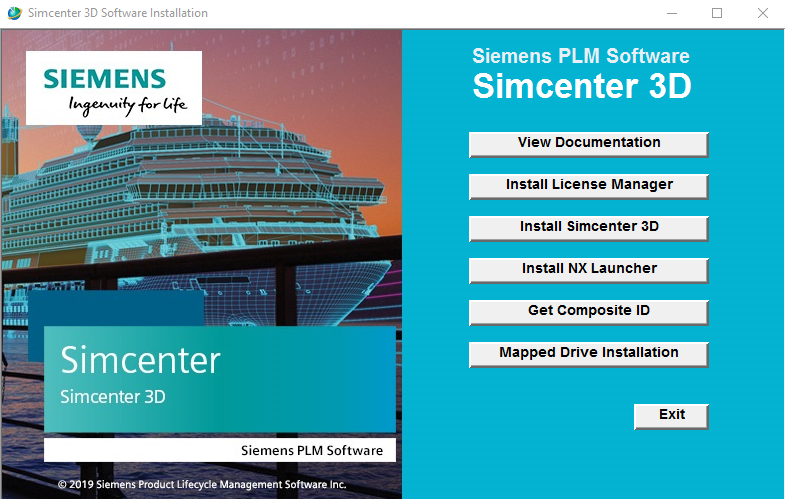 Simcenter 3D Software Installation
SIEMENS
Ingenuity for life
Simcenter
Simcenter 3D
Siemens PLM Software
© 2019 Siemens Product Lifecycle Management Software Inc.
Siemens PLM Software
Simcenter 3D
View Documentation
Install License Manager
Install Simcenter 3D
Install NX Launcher
Get Composite ID
Mapped Drive Installation
Exit